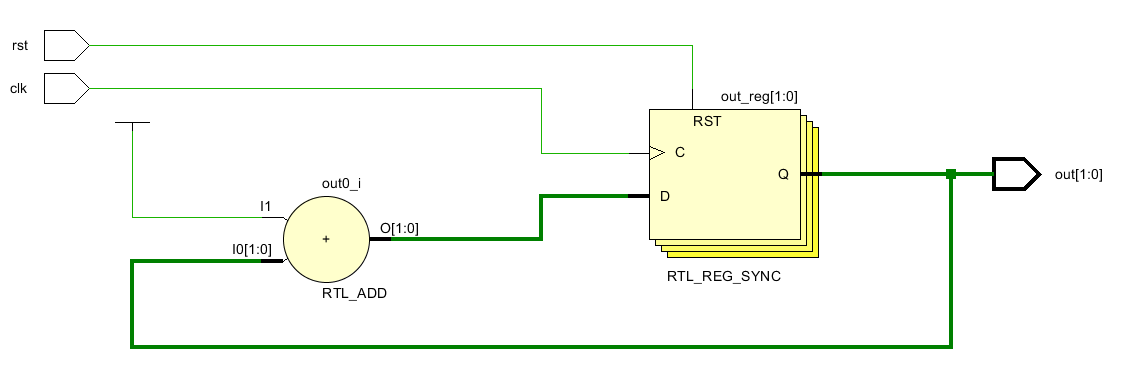 rst
clk
out_reg[1:0]
RST
C
Q
D
out[1:0]
RTL_REG_SYNC
out0_i
I1
+
O[1:0]
I0[1:0]
RTL_ADD